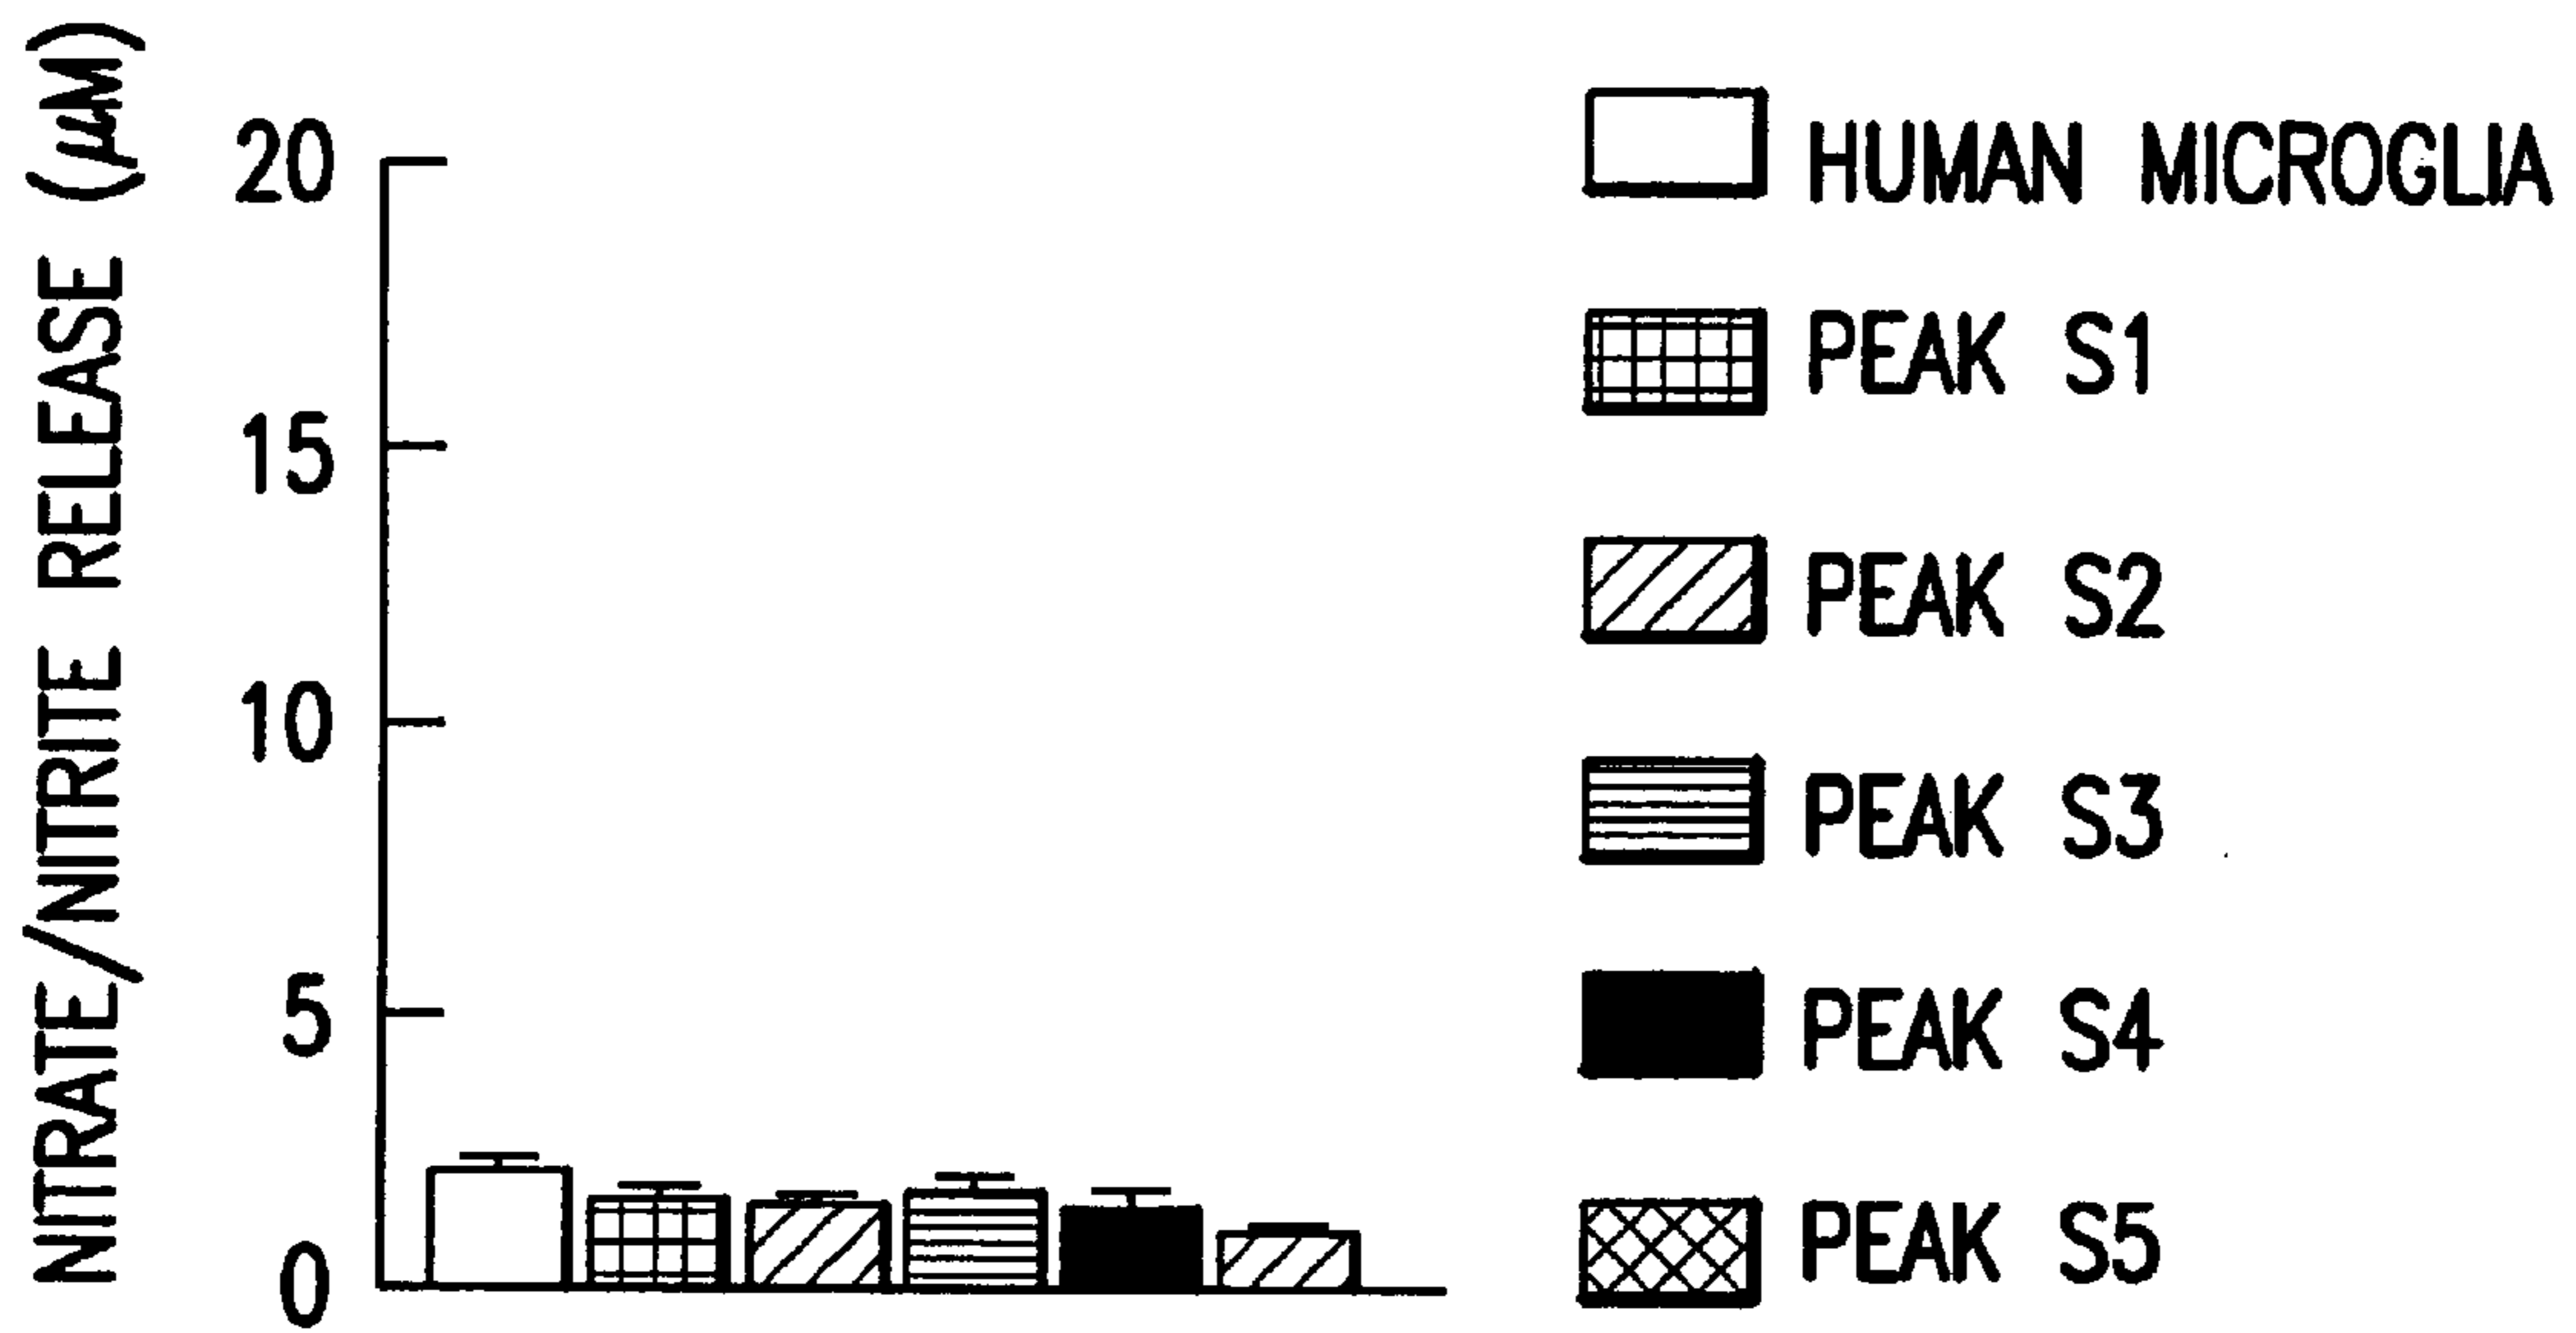 NITRATE/NITRITE RELEASE (μM)
20
15
10
5
0
HUMAN MICROGLIA
PEAK S1
PEAK S2
PEAK S3
PEAK S4
PEAK S5